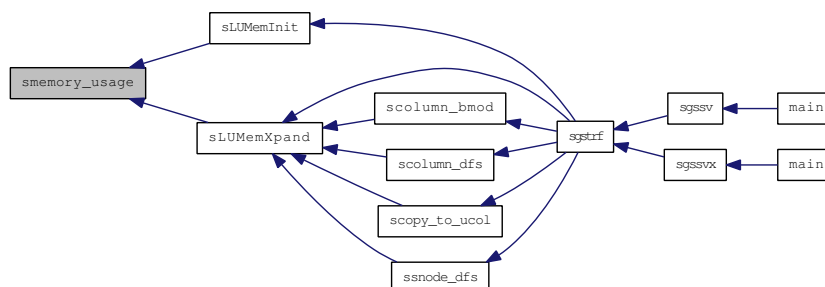 sLUMemInit
smemory_usage
sLUMemXpand
scolumn_bmod
scolumn_dfs
scopy_to_ucol
ssnode_dfs
sgstrf
sgssv
main
sgssvx
main